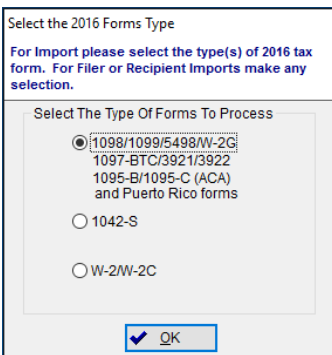 Select the 2016 Forms Type
For Import please select the type(s) of 2016 tax
form. For Filer or Recipient Imports make any
selection.
Select The Type Of Forms To Process
1098/1099/5498/W-2G
1097-BTC/3921/3922
1095-B/1095-C (ACA)
and Puerto Rico forms
1042-S
W-2/W-2C
OK